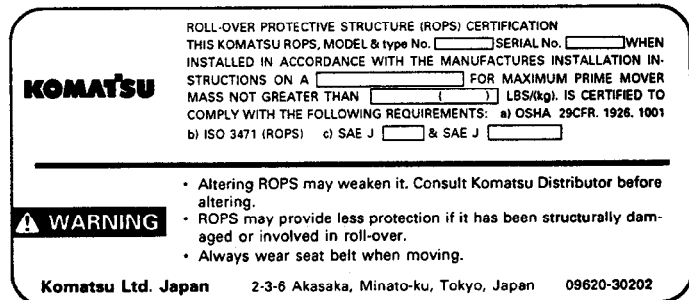 ROLL-OVER PROTECTIVE STRUCTURE (ROPS) CERTIFICATION
THIS KOMATSU ROPS, MODEL & type No. SERIAL No. WHEN
INSTALLED IN ACCORDANCE WITH THE MANUFACTURES INSTALLATION IN-
STRUCTIONS ON A FOR MAXIMUM PRIME MOVER
MASS NOT GREATER THAN ( ) LBS/(kg). IS CERTIFIED TO
COMPLY WITH THE FOLLOWING REQUIREMENTS: a) OSHA 29CFR. 1926. 1001
b) ISO 3471 (ROPS) c) SAE J & SAE J
KOMATSU
• Altering ROPS may weaken it. Consult Komatsu Distributor before
altering.
• ROPS may provide less protection if it has been structurally dam-
aged or involved in roll-over.
• Always wear seat belt when moving.
WARNING
Komatsu Ltd. Japan 2-3-6 Akasaka, Minato-ku, Tokyo, Japan 09620-30202